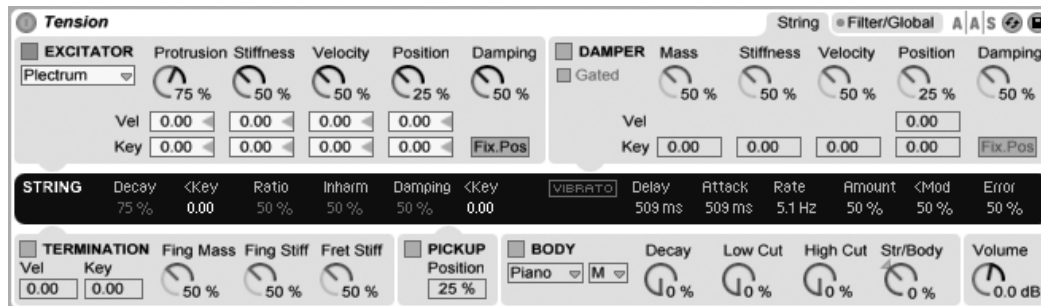 Tension String Filter/Global A A S
EXCITATOR Protrusion Stiffness Velocity Position Damping
Plectrum 75 % 50 % 50 % 25 % 50 %
Vel 0.00 0.00 0.00 0.00
Key 0.00 0.00 0.00 0.00 Fix.Pos
DAMPER Mass Stiffness Velocity Position Damping
Gated 50 % 50 % 50 % 25 % 50 %
Vel 0.00
Key 0.00 0.00 0.00 0.00 Fix.Pos
STRING Decay <Key Ratio Inharm Damping <Key VIBRATO Delay Attack Rate Amount <Mod Error
75 % 0.00 50 % 50 % 50 % 0.00 509 ms 509 ms 5.1 Hz 50 % 50 % 50 %
TERMINATION Fing Mass Fing Stiff Fret Stiff
Vel Key
0.00 0.00 50 % 50 % 50 %
PICKUP
Position
25 %
BODY Decay Low Cut High Cut Str/Body
Piano M 0 % 0 % 0 % 0 %
Volume
0.0 dB